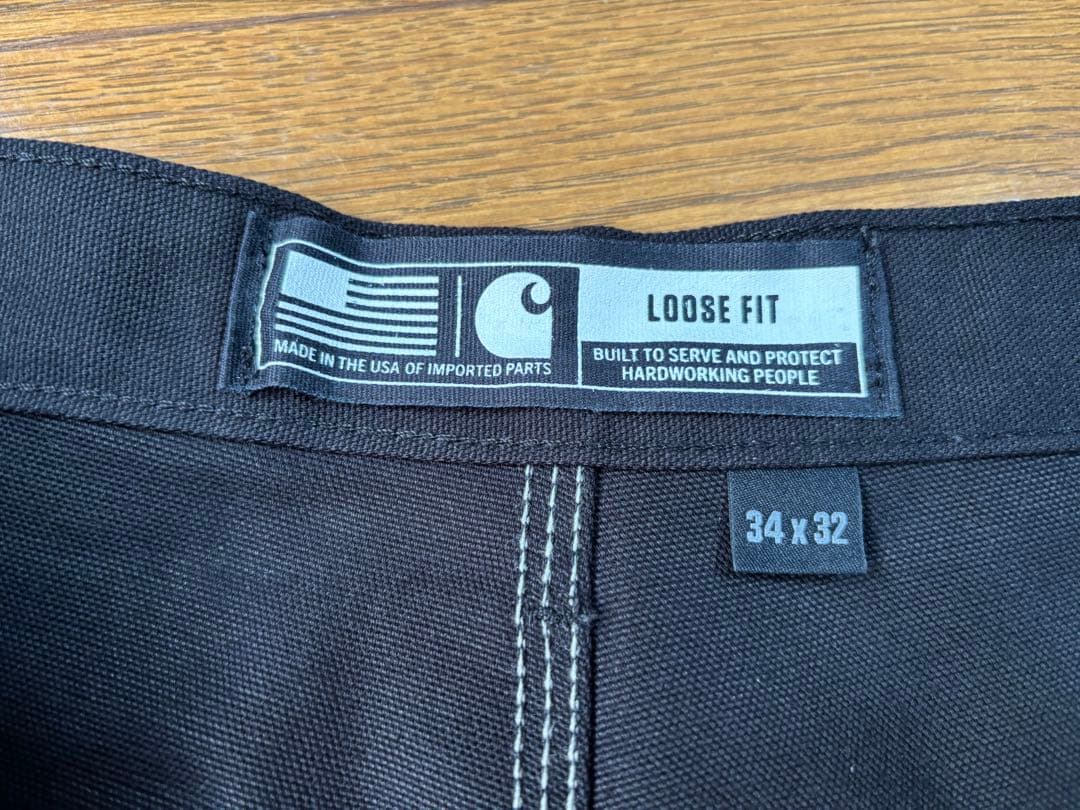 LOOSE FIT
MADE IN THE USA OF IMPORTED PARTS
BUILT TO SERVE AND PROTECT
HARDWORKING PEOPLE
34 x 32